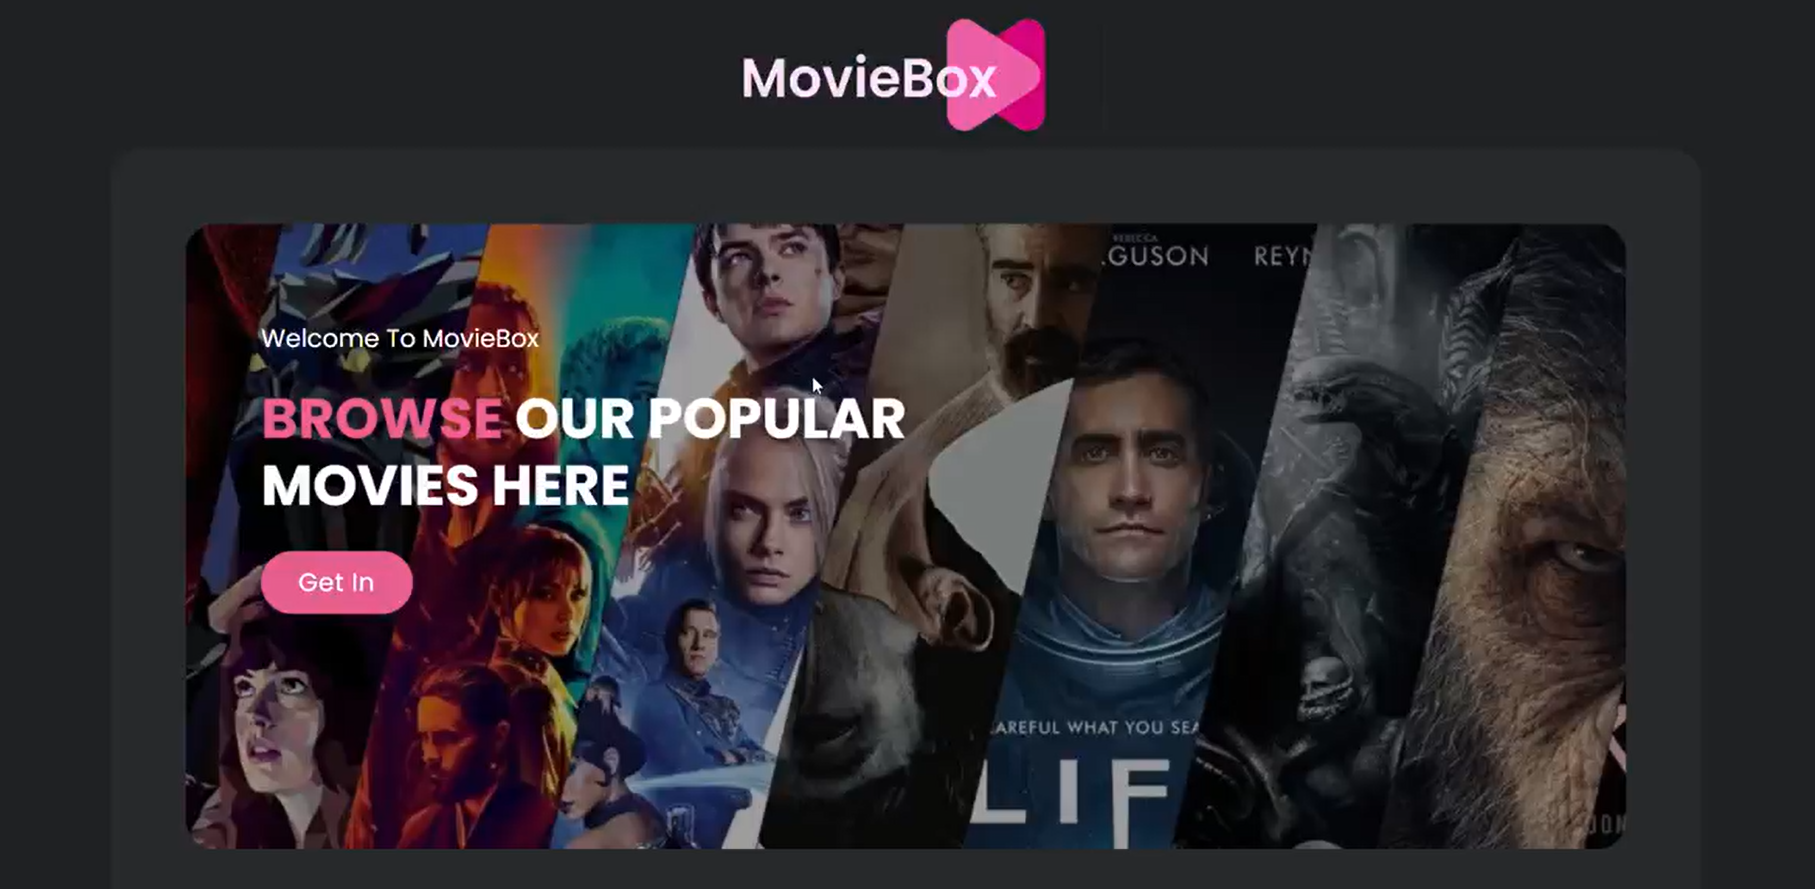 MovieBox
REBECCA
GUSON REYN
Welcome To MovieBox
BROWSE OUR POPULAR
MOVIES HERE
Get In
AREFUL WHAT YOU SEA
LIF